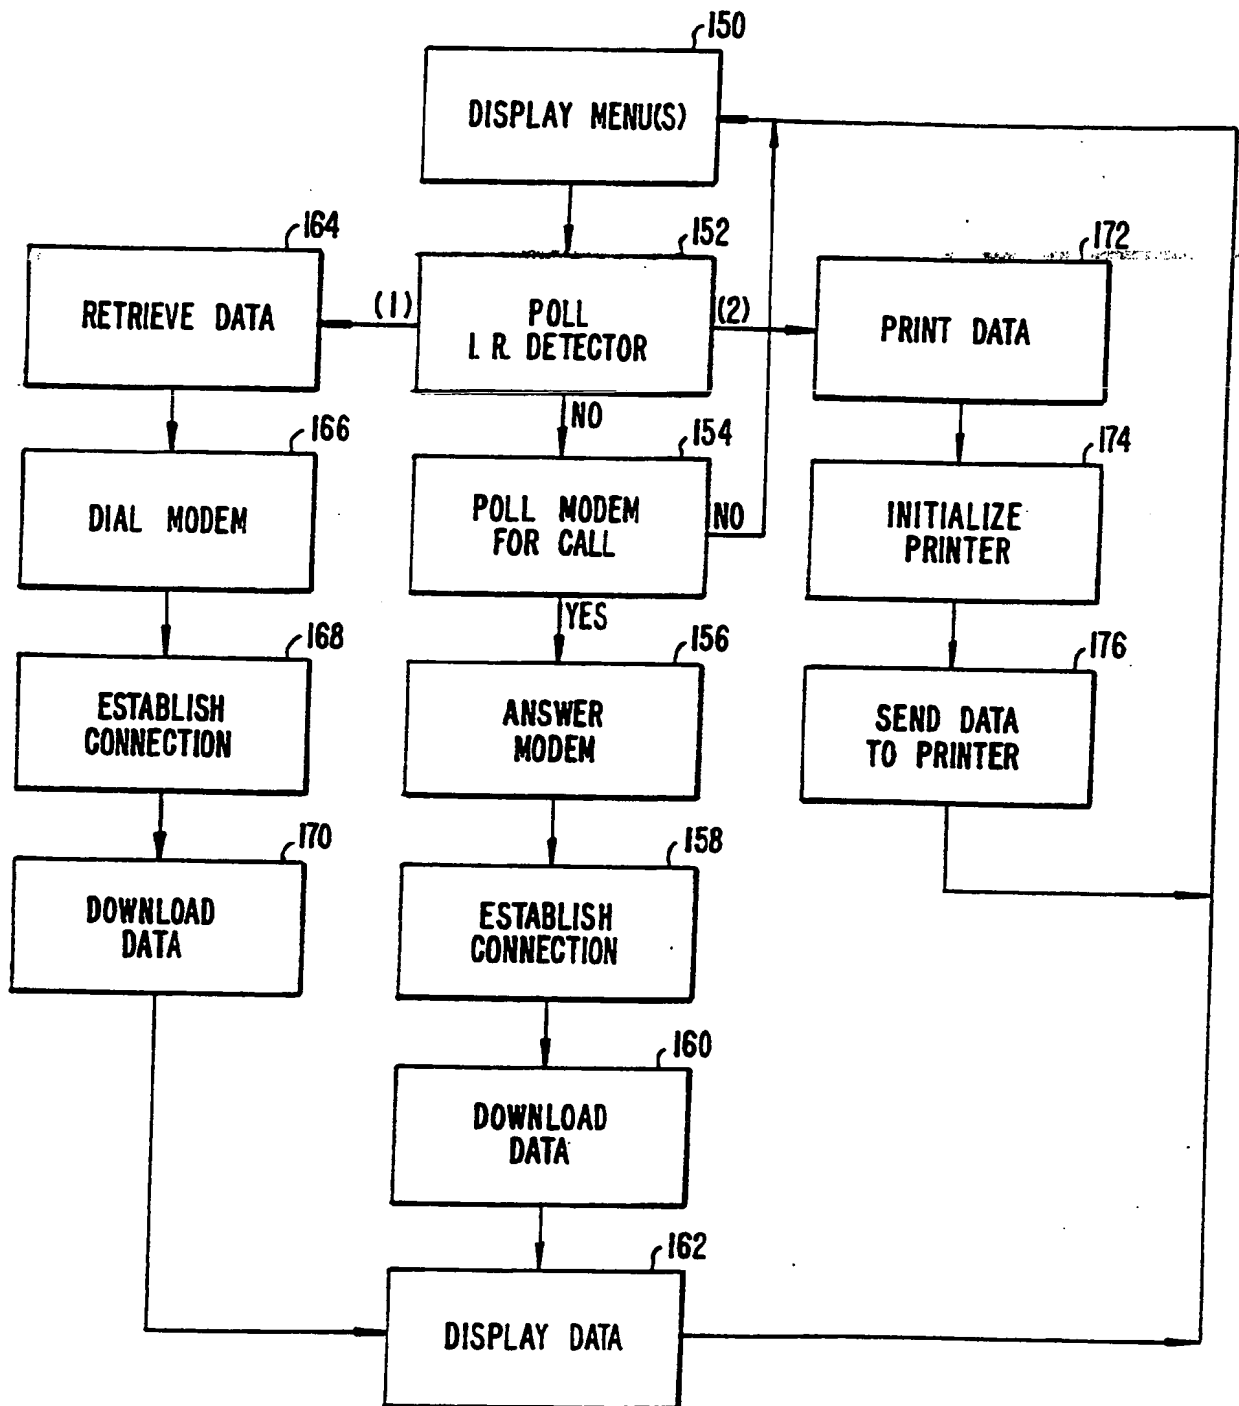 150
DISPLAY MENU(S)
164
152
172
RETRIEVE DATA
(1)
POLL
I. R. DETECTOR
(2)
PRINT DATA
NO
166
154
174
DIAL MODEM
POLL MODEM
FOR CALL
NO
INITIALIZE
PRINTER
YES
168
156
176
ESTABLISH
CONNECTION
ANSWER
MODEM
SEND DATA
TO PRINTER
170
158
DOWNLOAD
DATA
ESTABLISH
CONNECTION
160
DOWNLOAD
DATA
162
DISPLAY DATA